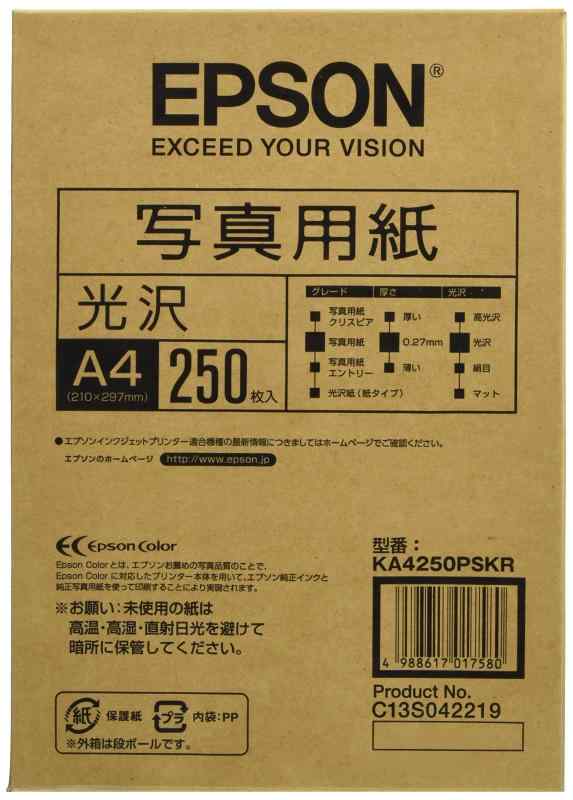 EPSON®
EXCEED YOUR VISION
写真用紙
光沢
A4
(210×297mm)
250枚入
グレード 厚さ 光沢
写真用紙
クリスピア
厚い
高光沢
写真用紙
0.27mm
光沢
写真用紙
エントリー
薄い
絹目
光沢紙(紙タイプ)
マット
●エプソンインクジェットプリンター適合機種の最新情報につきましてはホームページでご確認ください。
エプソンのホームページ http://www.epson.jp
EPSON COLOR
Epson Colorとは、エプソンお薦めの写真品質のことで、
Epson Colorに対応したプリンター本体を用いて、エプソン純正インクと
純正写真用紙を使って印刷することにより実現されます。
※お願い:未使用の紙は
高温・高湿・直射日光を避けて
暗所に保管してください。
紙 保護紙 プラ 内袋:PP
※外箱は段ボールです。
型番:
KA4250PSKR
4 988617 017580
Product No.
C13S042219